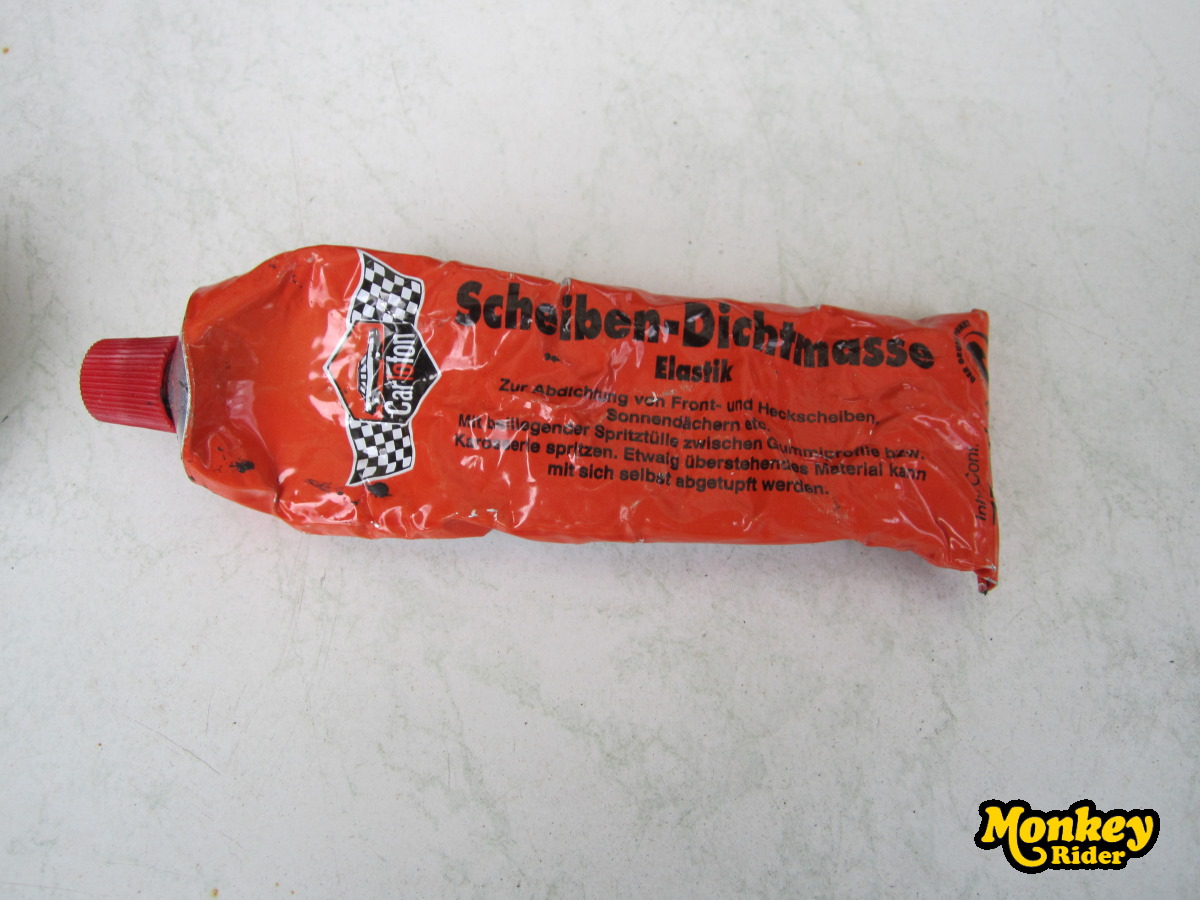 Scheiben-Dichtmasse
Elastik
Zur Abdichtung von Front- und Heckscheiben,
Sonnendächern etc.
Mit beiliegender Spritztülle zwischen Gummiprofile bzw.
Karosserie spritzen. Etwaig überstehendes Material kann
mit sich selbst abgetupft werden.
Carofon
Monkey
Rider